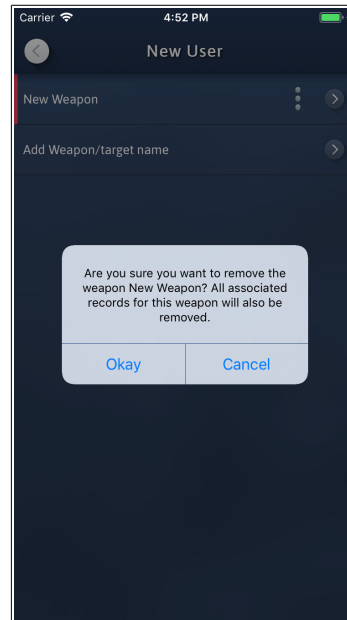 Carrier 4:52 PM
New User
New Weapon
Add Weapon/target name
Are you sure you want to remove the
weapon New Weapon? All associated
records for this weapon will also be
removed.
Okay Cancel